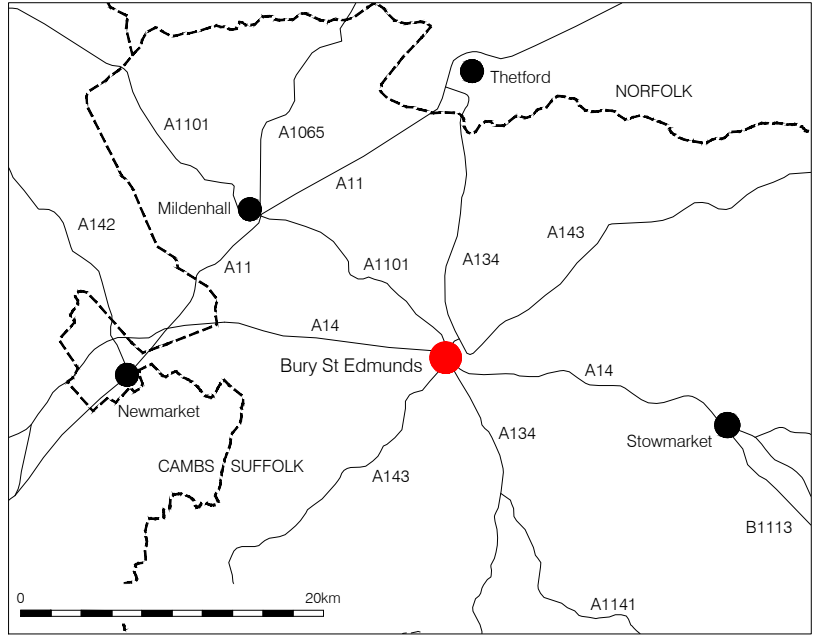 Thetford
NORFOLK
A1101
A1065
A11
Mildenhall
A142
A143
A134
A11
A1101
A14
Bury St Edmunds
A14
Newmarket
A134
Stowmarket
CAMBS SUFFOLK
A143
B1113
0 20km
A1141